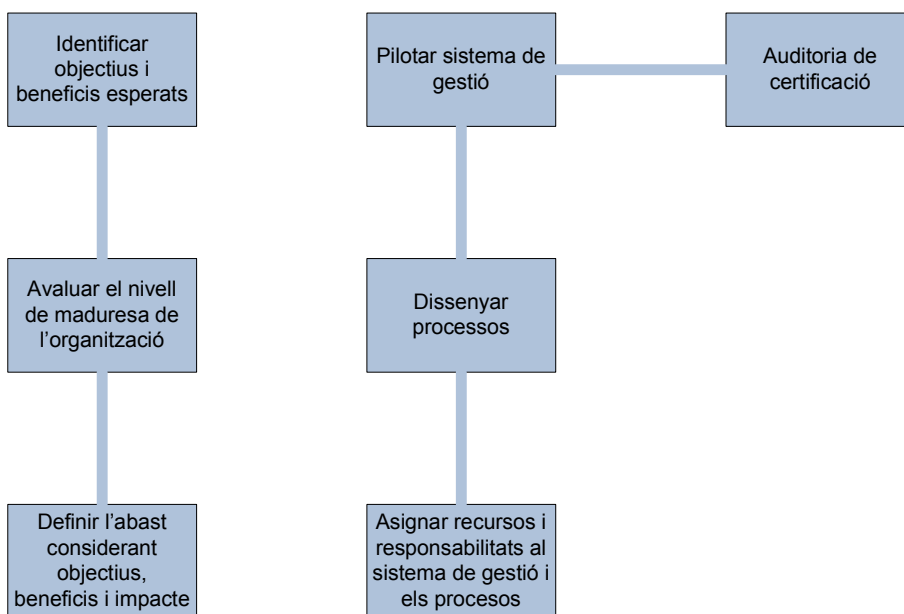 Identificar
objectius i
beneficis esperats
Avaluar el nivell
de maduresa de
l’organització
Definir l’abast
considerant
objectius,
beneficis i impacte
Pilotar sistema de
gestió
Dissenyar
processos
Asignar recursos i
responsabilitats al
sistema de gestió i
els procesos
Auditoria de
certificació